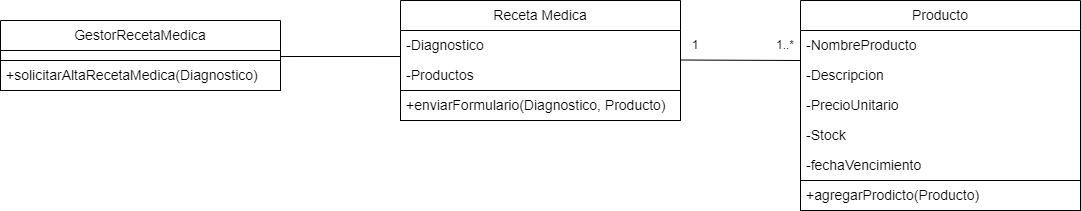 GestorRecetaMedica
+solicitarAltaRecetaMedica(Diagnostico)
Receta Medica
-Diagnostico
-Productos
+enviarFormulario(Diagnostico, Producto)
1
1..*
Producto
-NombreProducto
-Descripcion
-PrecioUnitario
-Stock
-fechaVencimiento
+agregarProdicto(Producto)